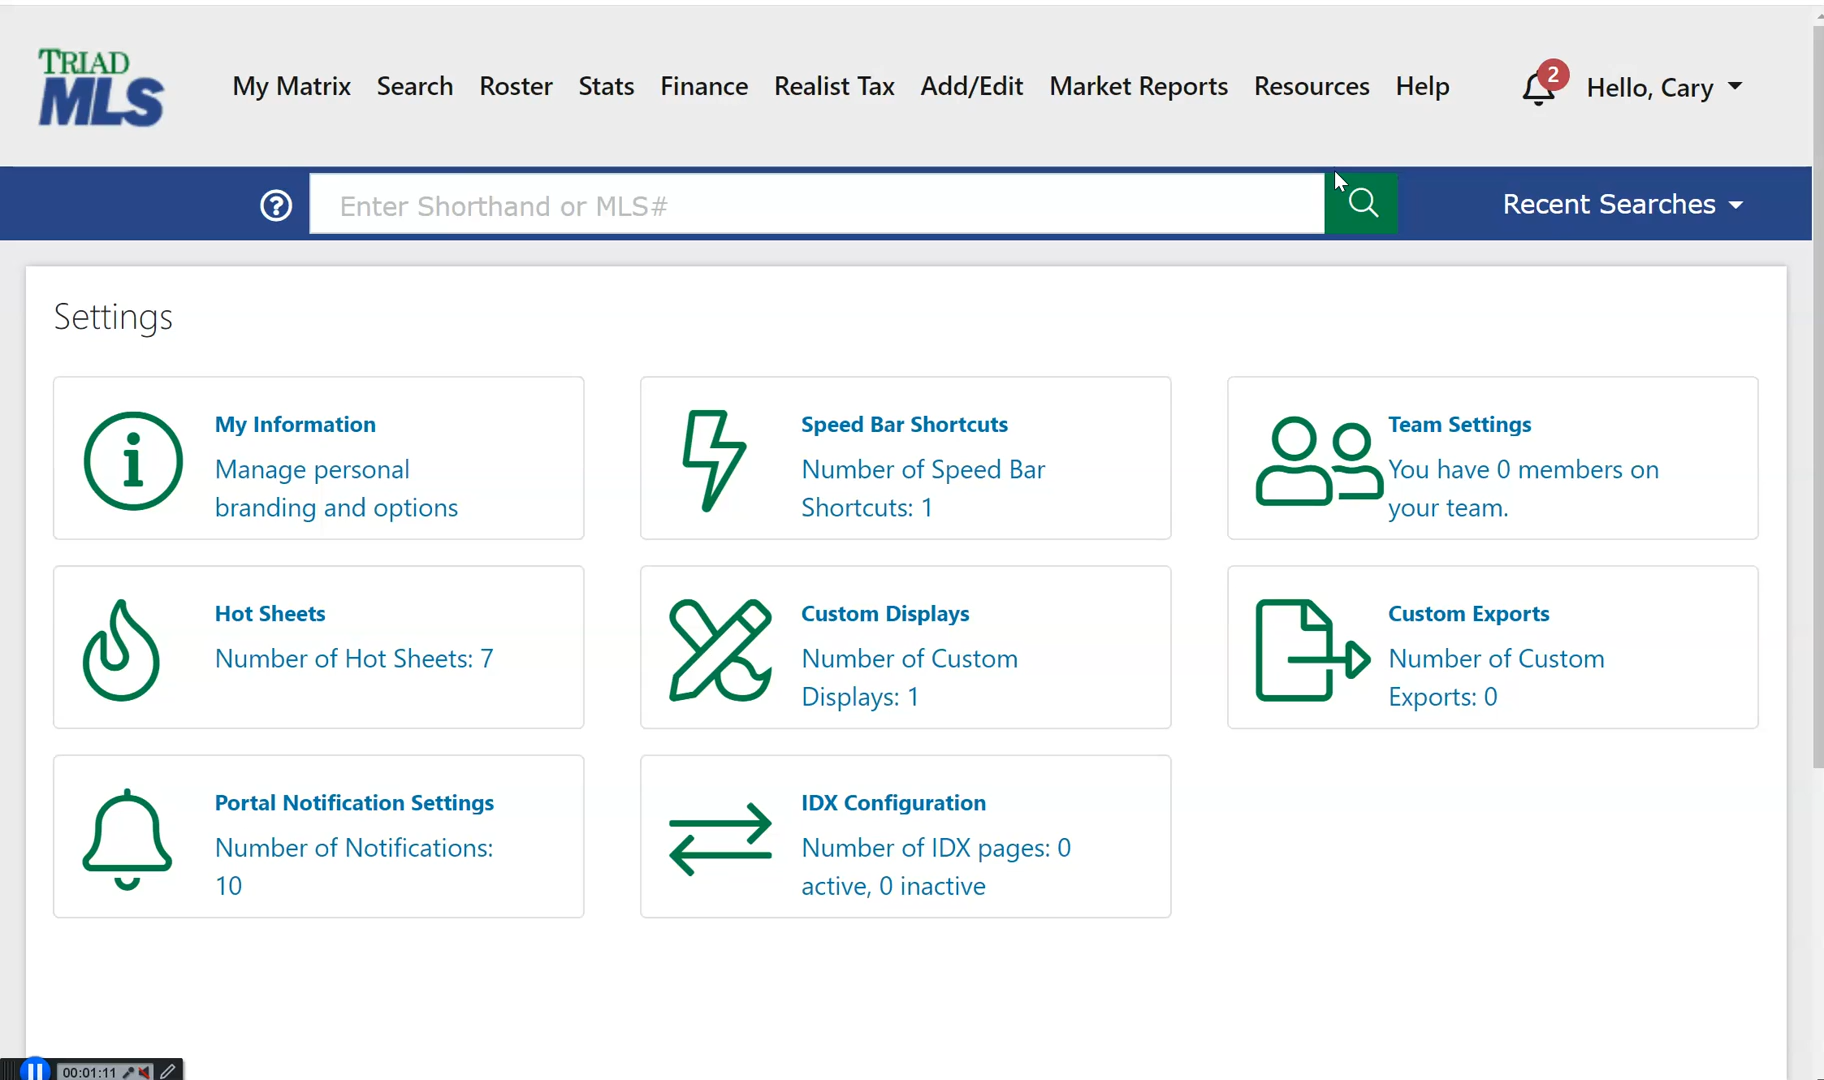 TRIAD
MLS
My Matrix Search Roster Stats Finance Realist Tax Add/Edit Market Reports Resources Help 2 Hello, Cary
Enter Shorthand or MLS# Recent Searches
Settings
My Information
Manage personal
branding and options
Speed Bar Shortcuts
Number of Speed Bar
Shortcuts: 1
Team Settings
You have 0 members on
your team.
Hot Sheets
Number of Hot Sheets: 7
Custom Displays
Number of Custom
Displays: 1
Custom Exports
Number of Custom
Exports: 0
Portal Notification Settings
Number of Notifications:
10
IDX Configuration
Number of IDX pages: 0
active, 0 inactive
00:01:11